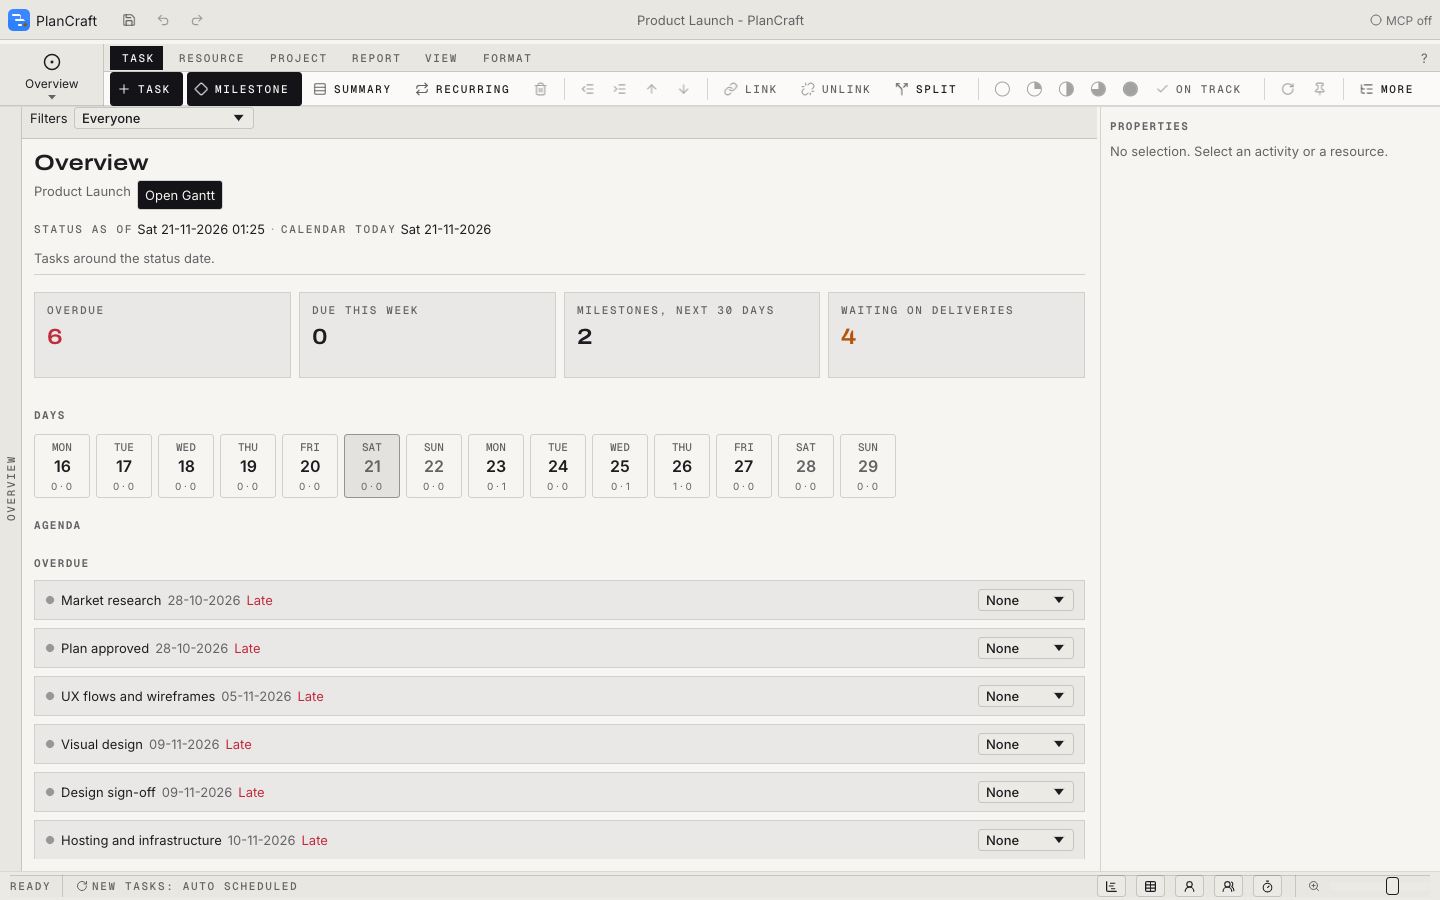 PlanCraft
Product Launch - PlanCraft
MCP off
Overview
TASK RESOURCE PROJECT REPORT VIEW FORMAT
?
TASK MILESTONE SUMMARY RECURRING LINK UNLINK SPLIT ON TRACK MORE
Filters Everyone
OVERVIEW
Overview
Product Launch Open Gantt
STATUS AS OF Sat 21-11-2026 01:25 · CALENDAR TODAY Sat 21-11-2026
Tasks around the status date.
OVERDUE
6
DUE THIS WEEK
0
MILESTONES, NEXT 30 DAYS
2
WAITING ON DELIVERIES
4
DAYS
MON TUE WED THU FRI SAT SUN MON TUE WED THU FRI SAT SUN
16 17 18 19 20 21 22 23 24 25 26 27 28 29
0·0 0·0 0·0 0·0 0·0 0·0 0·0 0·1 0·0 0·1 1·0 0·0 0·0 0·0
AGENDA
OVERDUE
Market research 28-10-2026 Late None
Plan approved 28-10-2026 Late None
UX flows and wireframes 05-11-2026 Late None
Visual design 09-11-2026 Late None
Design sign-off 09-11-2026 Late None
Hosting and infrastructure 10-11-2026 Late None
PROPERTIES
No selection. Select an activity or a resource.
READY NEW TASKS: AUTO SCHEDULED